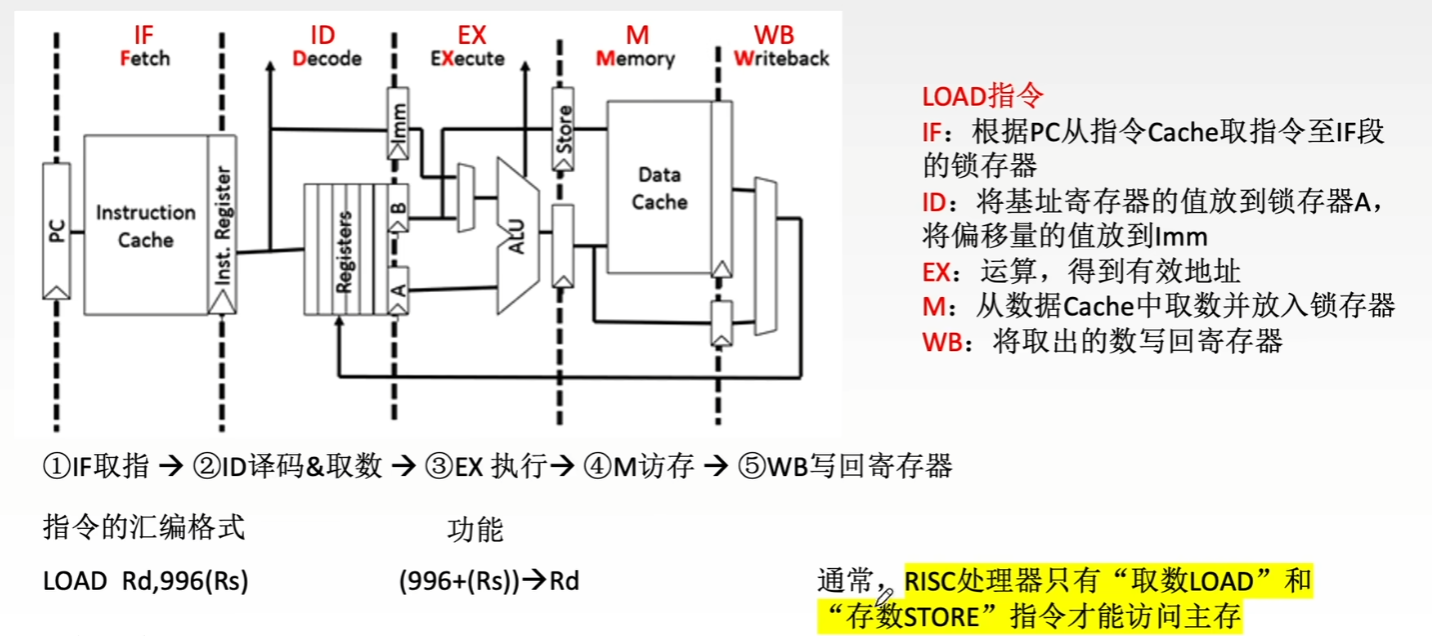 IF
Fetch
ID
Decode
EX
EXecute
M
Memory
WB
Writeback
PC
Instruction
Cache
Inst. Register
Registers
Imm
B
A
ALU
Store
Data
Cache
LOAD指令
IF：根据PC从指令Cache取指令至IF段
的锁存器
ID：将基址寄存器的值放到锁存器A，
将偏移量的值放到Imm
EX：运算，得到有效地址
M：从数据Cache中取数并放入锁存器
WB：将取出的数写回寄存器
①IF取指 → ②ID译码&取数 → ③EX 执行→ ④M访存 → ⑤WB写回寄存器
指令的汇编格式
功能
LOAD Rd,996(Rs)
(996+(Rs))→Rd
通常，RISC处理器只有“取数LOAD”和
“存数STORE”指令才能访问主存